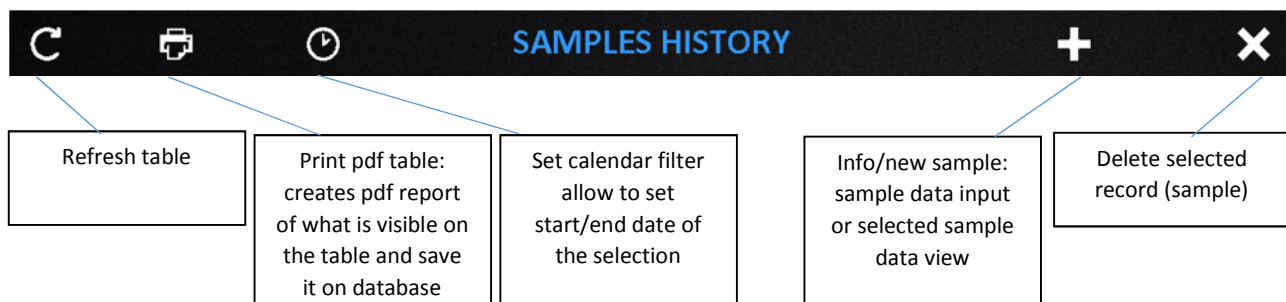 SAMPLES HISTORY
Refresh table
Print pdf table:
creates pdf report
of what is visible on
the table and save
it on database
Set calendar filter
allow to set
start/end date of
the selection
Info/new sample:
sample data input
or selected sample
data view
Delete selected
record (sample)